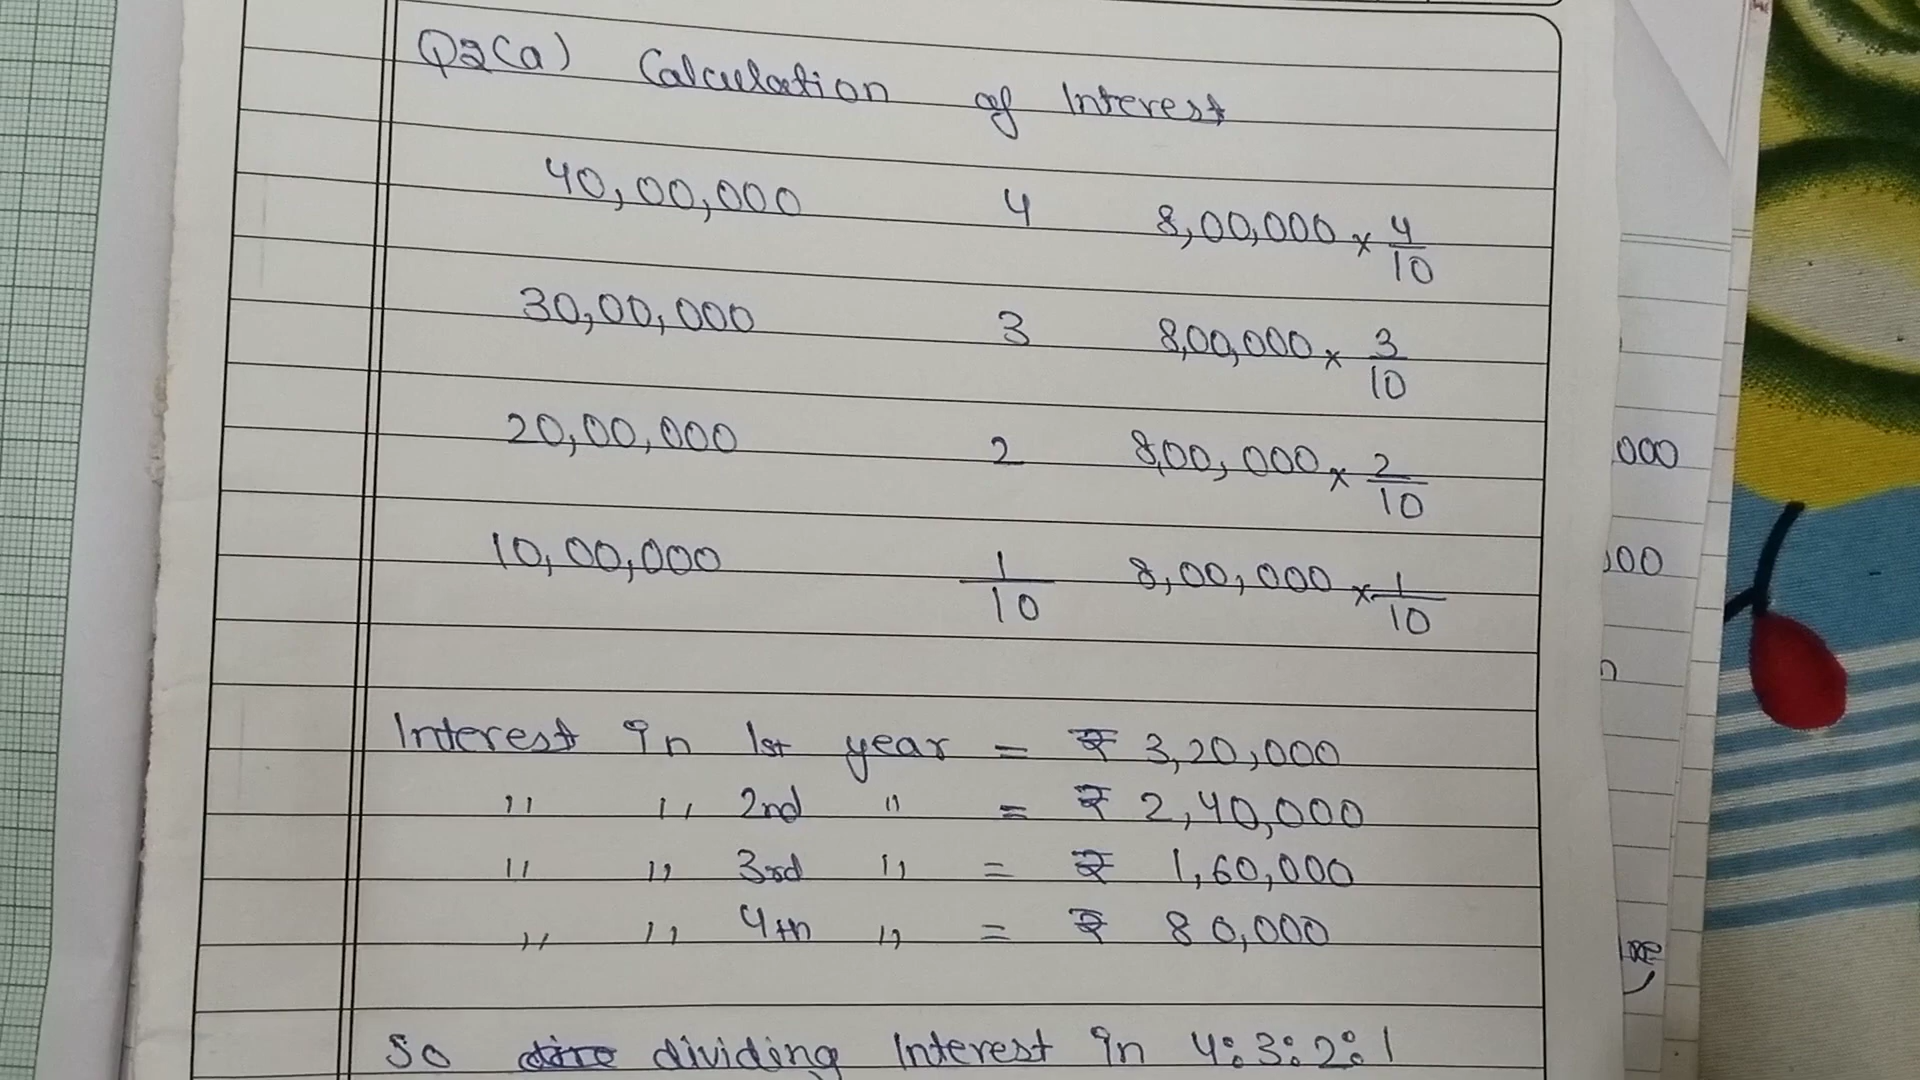 Q2(a) Calculation of Interest
40,00,000 4 8,00,000 × 4/10
30,00,000 3 8,00,000 × 3/10
20,00,000 2 8,00,000 × 2/10
10,00,000 1/10 8,00,000 × 1/10
Interest in 1st year = ₹ 3,20,000
" " 2nd " = ₹ 2,40,000
" " 3rd " = ₹ 1,60,000
" " 4th " = ₹ 80,000
So dividing Interest in 4:3:2:1
000
00